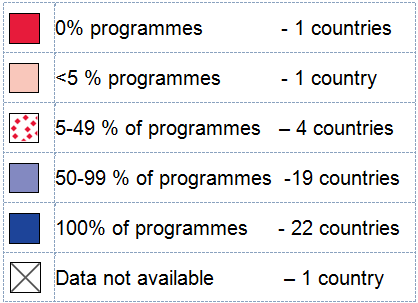 0% programmes - 1 countries
<5 % programmes - 1 country
5-49 % of programmes – 4 countries
50-99 % of programmes -19 countries
100% of programmes - 22 countries
Data not available – 1 country